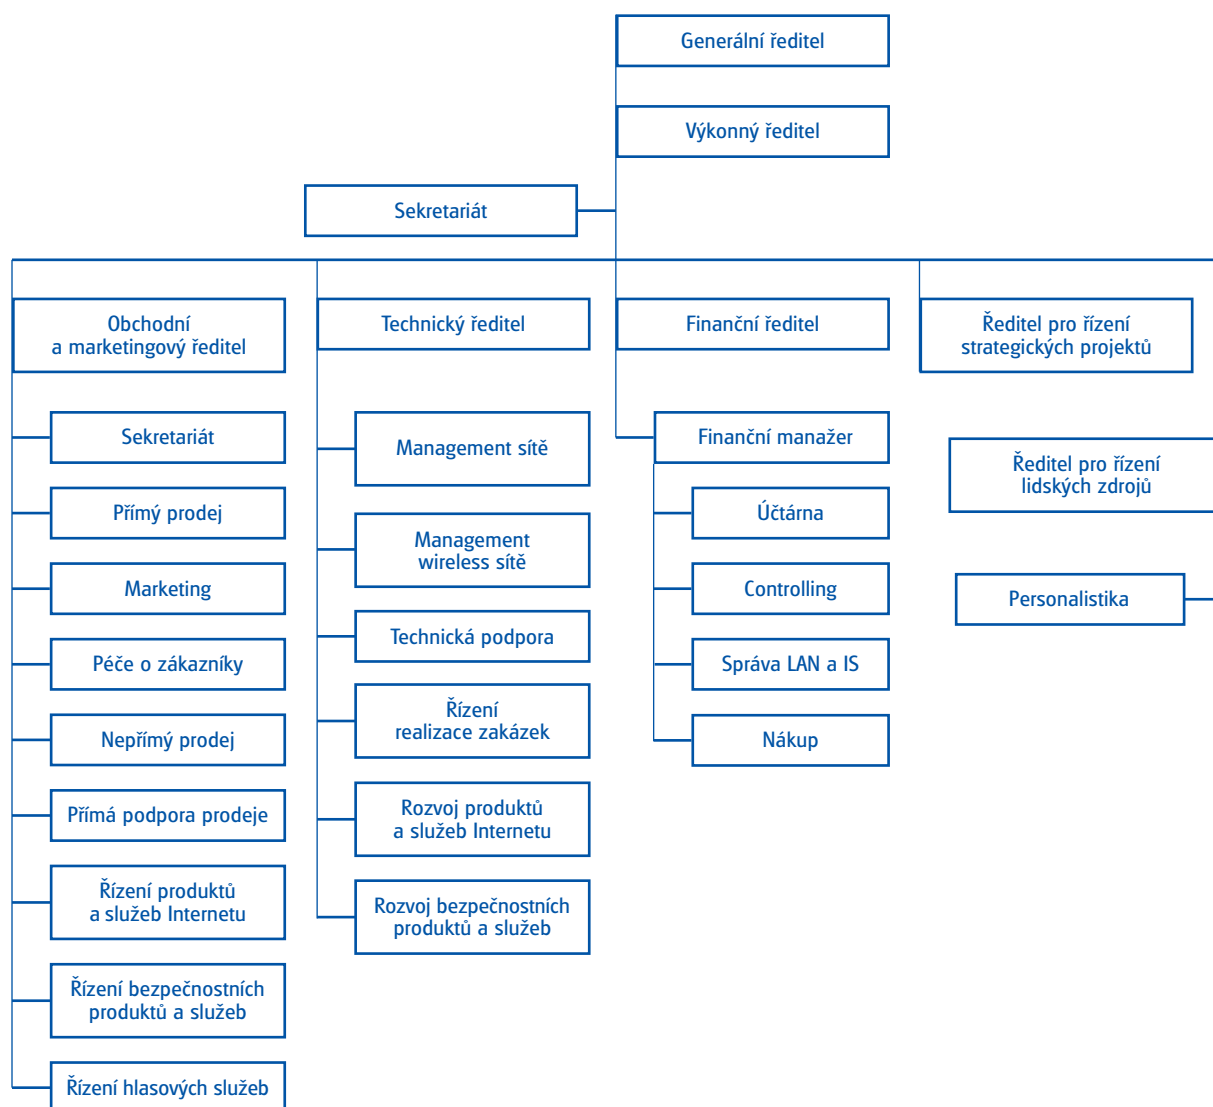 Generální ředitel
Výkonný ředitel
Sekretariát
Obchodní
a marketingový ředitel
Sekretariát
Přímý prodej
Marketing
Péče o zákazníky
Nepřímý prodej
Přímá podpora prodeje
Řízení produktů
a služeb Internetu
Řízení bezpečnostních
produktů a služeb
Řízení hlasových služeb
Technický ředitel
Management sítě
Management
wireless sítě
Technická podpora
Řízení
realizace zakázek
Rozvoj produktů
a služeb Internetu
Rozvoj bezpečnostních
produktů a služeb
Finanční ředitel
Finanční manažer
Účtárna
Controlling
Správa LAN a IS
Nákup
Ředitel pro řízení
strategických projektů
Ředitel pro řízení
lidských zdrojů
Personalistika